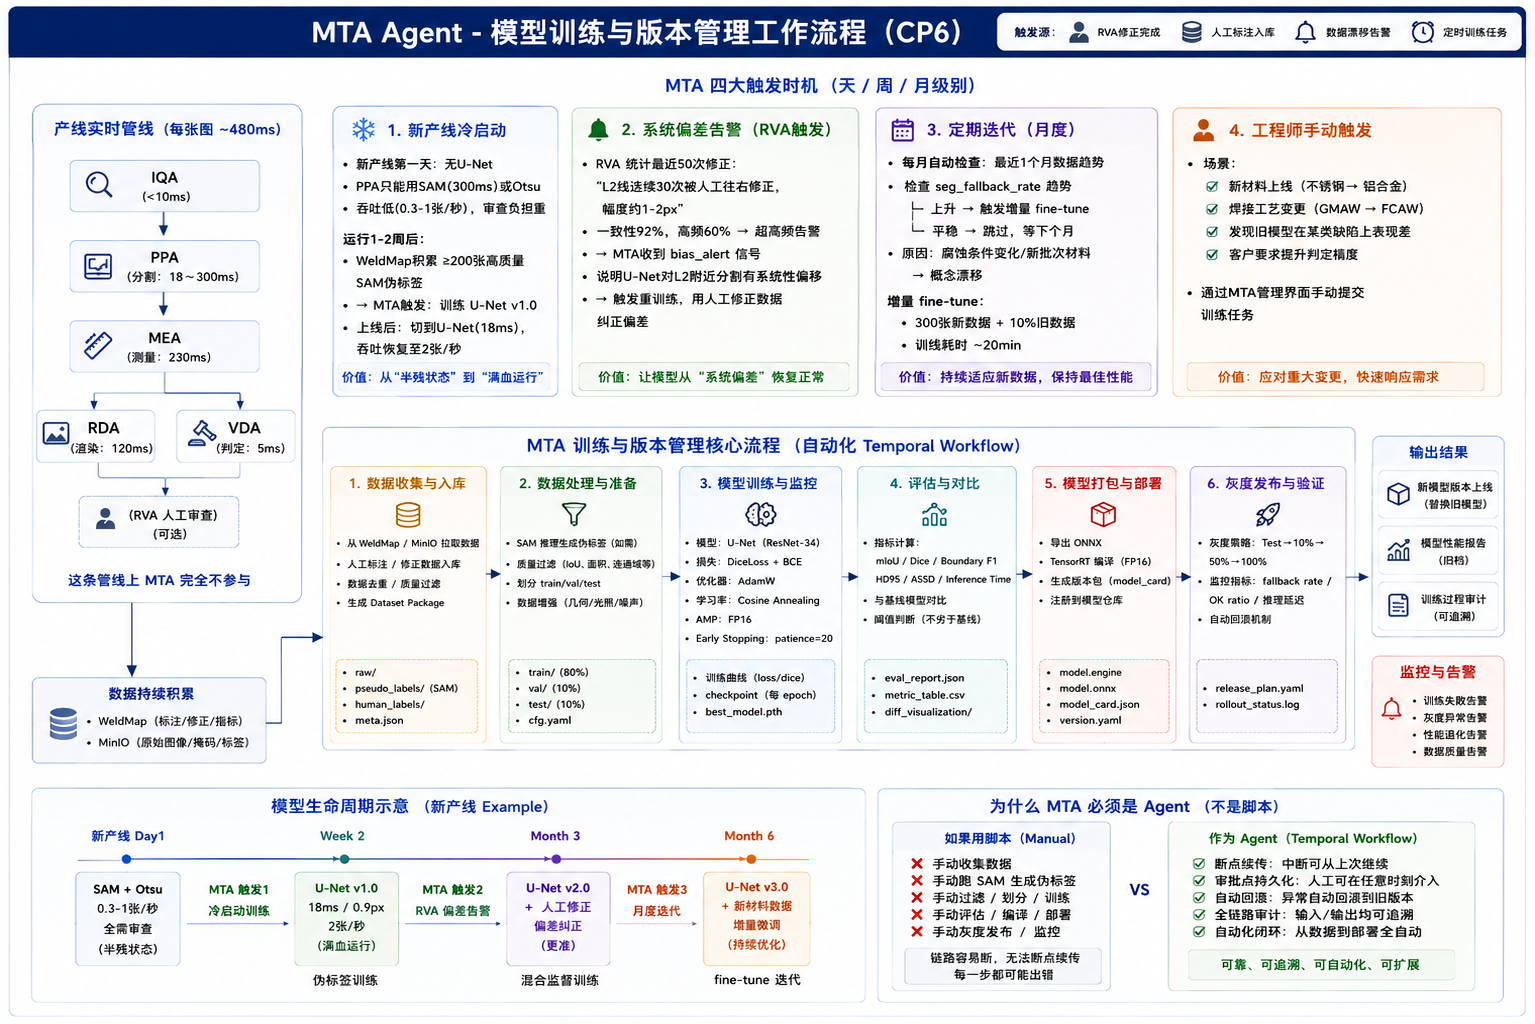 MTA Agent - 模型训练与版本管理工作流程（CP6）
触发源：
RVA修正完成
人工标注入库
数据漂移告警
定时训练任务
MTA 四大触发时机（天 / 周 / 月级别）
产线实时管线（每张图 ~480ms）
IQA
(<10ms)
PPA
(分割：18～300ms)
MEA
(测量：230ms)
RDA
(渲染：120ms)
VDA
(判定：5ms)
(RVA 人工审查)
(可选)
这条管线上 MTA 完全不参与
数据持续积累
• WeldMap（标注/修正/指标）
• MinIO（原始图像/掩码/标签）
1. 新产线冷启动
• 新产线第一天：无U-Net
• PPA只能用SAM(300ms)或Otsu
• 吞吐低(0.3-1张/秒)，审查负担重
运行1-2周后：
• WeldMap积累 ≥200张高质量
SAM伪标签
• → MTA触发：训练 U-Net v1.0
• 上线后：切到U-Net(18ms)，
吞吐恢复至2张/秒
价值：从“半残状态”到 “满血运行”
2. 系统偏差告警（RVA触发）
• RVA 统计最近50次修正：
“L2线连续30次被人工往右修正，
幅度约1-2px”
• 一致性92%，高频60% → 超高频告警
• → MTA收到 bias_alert 信号
• 说明U-Net对L2附近分割有系统性偏移
• → 触发重训练，用人工修正数据
纠正偏差
价值：让模型从 “系统偏差” 恢复正常
3. 定期迭代（月度）
• 每月自动检查：最近1个月数据趋势
• 检查 seg_fallback_rate 趋势
├─ 上升 → 触发增量 fine-tune
└─ 平稳 → 跳过，等下个月
• 原因：腐蚀条件变化/新批次材料
→ 概念漂移
增量 fine-tune：
• 300张新数据 + 10%旧数据
• 训线耗时 ~20min
价值：持续适应新数据，保持最佳性能
4. 工程师手动触发
• 场景：
新材料上线（不锈钢→ 铝合金）
焊接工艺变更（GMAW → FCAW）
发现旧模型在某类缺陷上表现差
客户要求提升判定精度
• 通过MTA管理界面手动提交
训练任务
价值：应对重大变更，快速响应需求
MTA 训练与版本管理核心流程 （自动化 Temporal Workflow）
1. 数据收集与入库
• 从 WeldMap / MinIO 拉取数据
• 人工标注 / 修正数据入库
• 数据去重 / 质量过滤
• 生成 Dataset Package
• raw/
• pseudo_labels/ (SAM)
• human_labels/
• meta.json
2. 数据处理与准备
• SAM 推理生成伪标签（如需）
• 质量过滤（IoU、面积、连通域等）
• 划分 train/val/test
• 数据增强（几何/光照/噪声）
• train/ (80%)
• val/ (10%)
• test/ (10%)
• cfg.yaml
3. 模型训练与监控
• 模型：U-Net（ResNet-34）
• 损失：DiceLoss + BCE
• 优化器：AdamW
• 学习率：Cosine Annealing
• AMP：FP16
• Early Stopping：patience=20
• 训练曲线（loss/dice）
• checkpoint（每 epoch）
• best_model.pth
4. 评估与对比
• 指标计算：
mIoU / Dice / Boundary F1
HD95 / ASSD / Inference Time
• 与基线模型对比
• 阈值判断（不劣于基线）
• eval_report.json
• metric_table.csv
• diff_visualization/
5. 模型打包与部署
• 导出 ONNX
• TensorRT 编译（FP16）
• 生成版本包（model_card）
• 注册到模型仓库
• model.engine
• model.onnx
• model_card.json
• version.yaml
6. 灰度发布与验证
• 灰度策略：Test→10%→
50%→100%
• 监控指标：fallback rate /
OK ratio / 推理延迟
• 自动回滚机制
• release_plan.yaml
• rollout_status.log
输出结果
新模型版本上线
（替换旧模型）
模型性能报告
（旧档）
训练过程审计
（可追溯）
监控与告警
• 训练失败告警
• 灰度异常告警
• 性能退化告警
• 数据质量告警
模型生命周期示意 （新产线 Example）
新产线 Day1
Week 2
Month 3
Month 6
SAM + Otsu
0.3-1张/秒
全需审查
(半残状态)
MTA 触发1
冷启动训练
U-Net v1.0
18ms / 0.9px
2张/秒
(满血运行)
伪标签训练
MTA 触发2
RVA 偏差告警
U-Net v2.0
+ 人工修正
偏差纠正
(更准)
混合监督训练
MTA 触发3
月度迭代
U-Net v3.0
+ 新材料数据
增量微调
(持续优化)
fine-tune 迭代
为什么 MTA 必须是 Agent （不是脚本）
如果用脚本（Manual）
手动收集数据
手动跑 SAM 生成伪标签
手动过滤 / 划分 / 训练
手动评估 / 编译 / 部署
手动灰度发布 / 监控
链路容易断，无法断点续传
每一步都可能出错
VS
作为 Agent（Temporal Workflow）
断点续传：中断可从上次继续
审批点持久化：人工可在任意时刻介入
自动回滚：异常自动回滚到旧版本
全链路审计：输入/输出均可追溯
自动化闭环：从数据到部署全自动
可靠、可追溯、可自动化、可扩展